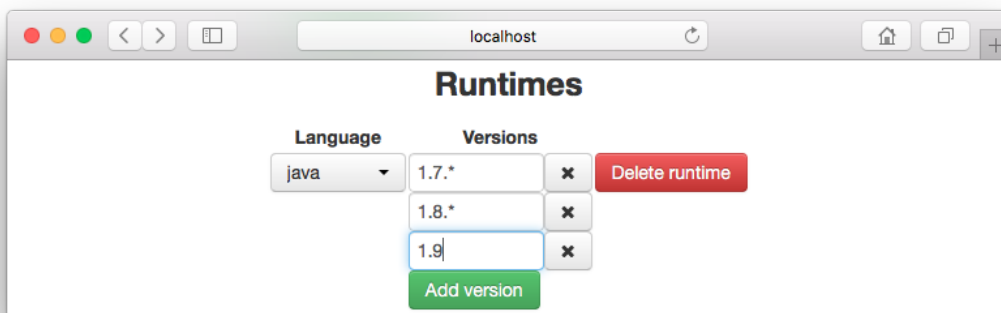 localhost
Runtimes
Language Versions
java 1.7.* Delete runtime
1.8.*
1.9
Add version